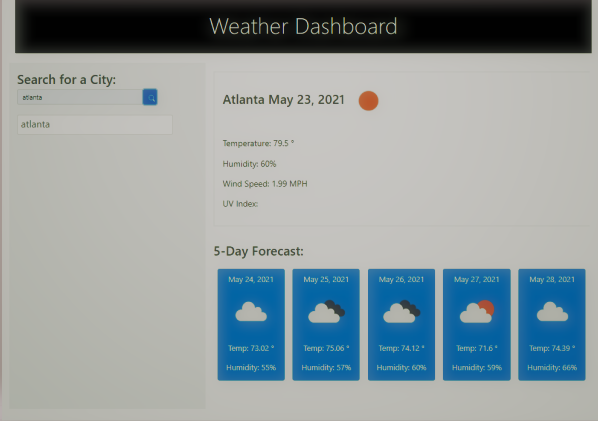 Weather Dashboard
Search for a City:
atlanta
atlanta
Atlanta May 23, 2021
Temperature: 79.5 °
Humidity: 60%
Wind Speed: 1.99 MPH
UV Index:
5-Day Forecast:
May 24, 2021
Temp: 73.02 °
Humidity: 55%
May 25, 2021
Temp: 75.06 °
Humidity: 57%
May 26, 2021
Temp: 74.12 °
Humidity: 60%
May 27, 2021
Temp: 71.6 °
Humidity: 59%
May 28, 2021
Temp: 74.39 °
Humidity: 66%